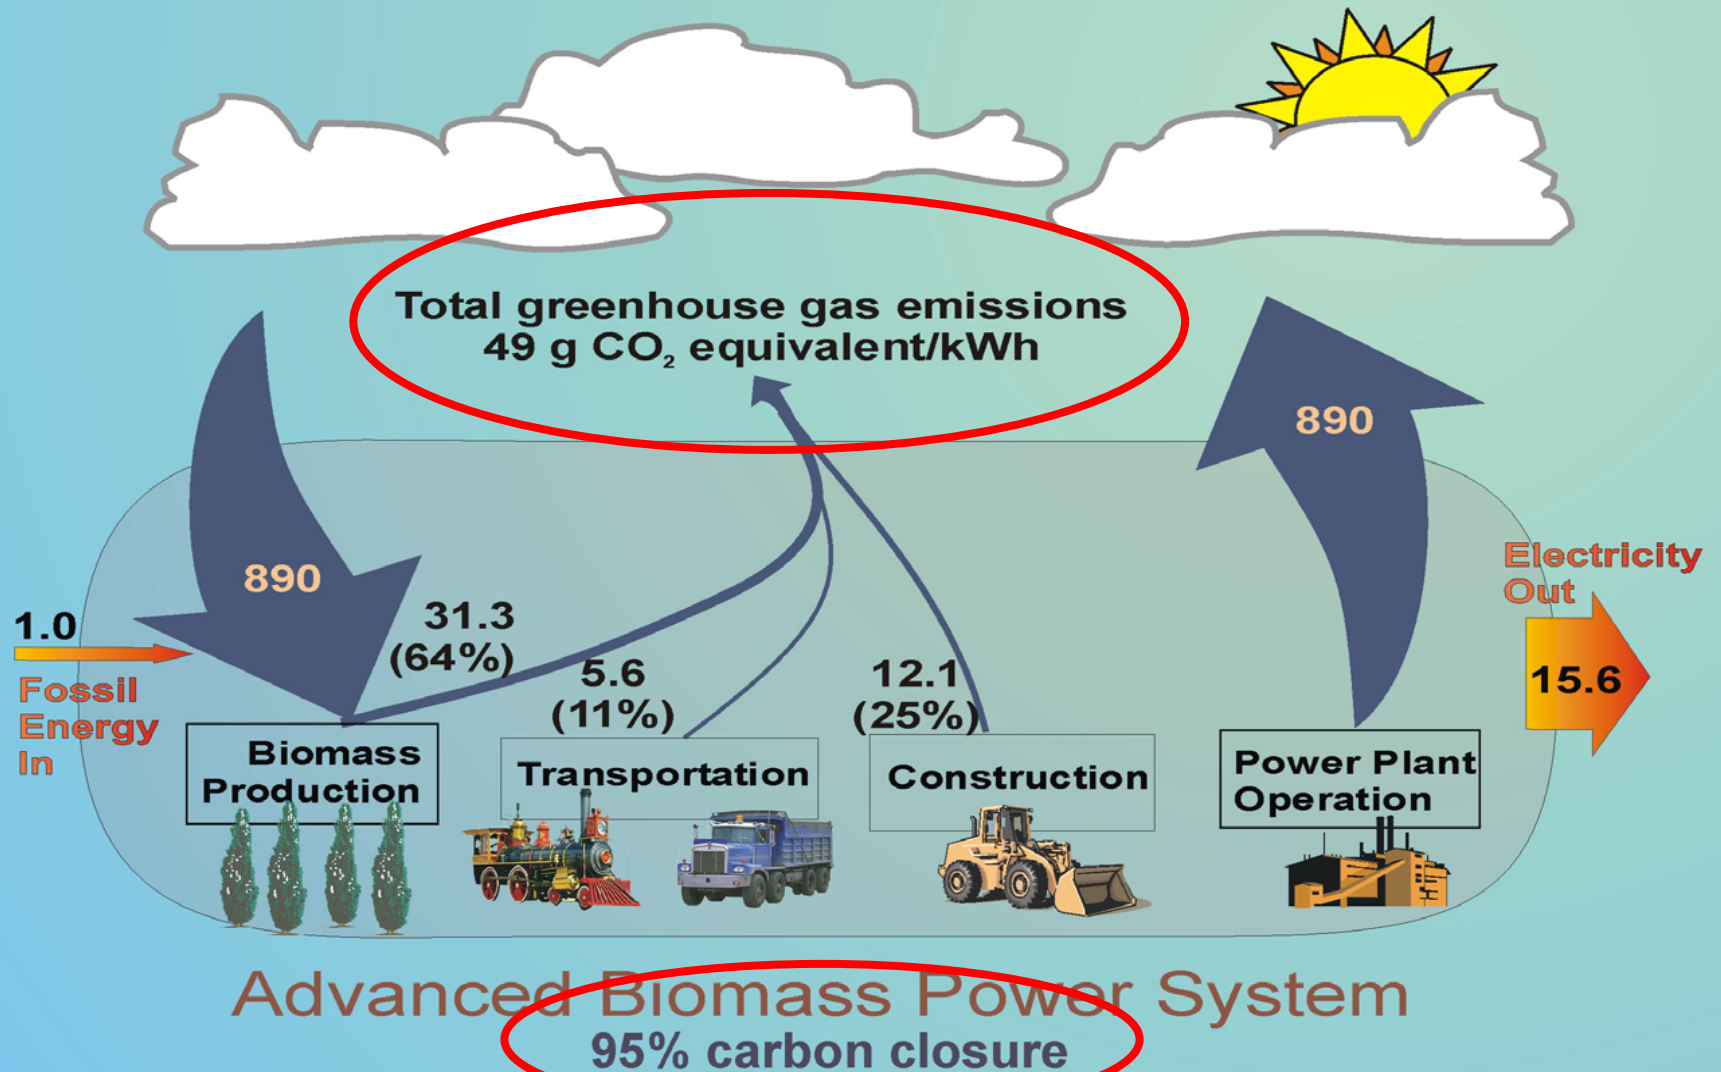 Total greenhouse gas emissions
49 g CO₂ equivalent/kWh
890
890
Electricity
Out
15.6
1.0
Fossil
Energy
In
31.3
(64%)
5.6
(11%)
12.1
(25%)
Biomass
Production
Transportation
Construction
Power Plant
Operation
Advanced Biomass Power System
95% carbon closure